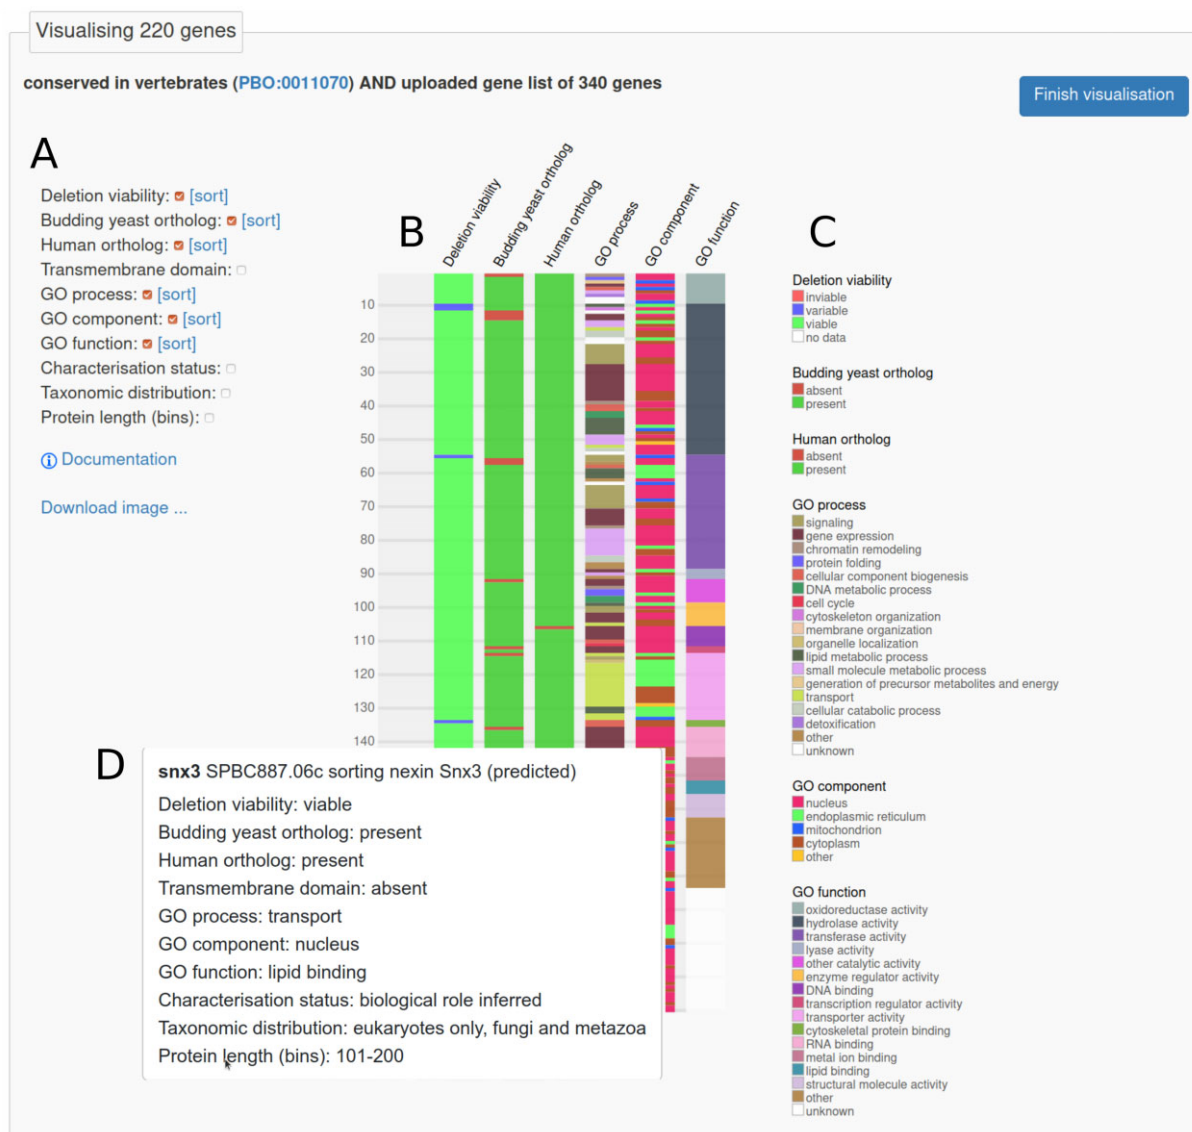 Visualising 220 genes
conserved in vertebrates (PBO:0011070) AND uploaded gene list of 340 genes
Finish visualisation
A
Deletion viability: [sort]
Budding yeast ortholog: [sort]
Human ortholog: [sort]
Transmembrane domain:
GO process: [sort]
GO component: [sort]
GO function: [sort]
Characterisation status:
Taxonomic distribution:
Protein length (bins):
Documentation
Download image ...
B
Deletion viability
Budding yeast ortholog
Human ortholog
GO process
GO component
GO function
10
20
30
40
50
60
70
80
90
100
110
120
130
140
C
Deletion viability
inviable
variable
viable
no data
Budding yeast ortholog
absent
present
Human ortholog
absent
present
GO process
signaling
gene expression
chromatin remodeling
protein folding
cellular component biogenesis
DNA metabolic process
cell cycle
cytoskeleton organization
membrane organization
organelle localization
lipid metabolic process
small molecule metabolic process
generation of precursor metabolites and energy
transport
cellular catabolic process
detoxification
other
unknown
GO component
nucleus
endoplasmic reticulum
mitochondrion
cytoplasm
other
GO function
oxidoreductase activity
hydrolase activity
transferase activity
lyase activity
other catalytic activity
enzyme regulator activity
DNA binding
transcription regulator activity
transporter activity
cytoskeletal protein binding
RNA binding
metal ion binding
lipid binding
structural molecule activity
other
unknown
D
snx3 SPBC887.06c sorting nexin Snx3 (predicted)
Deletion viability: viable
Budding yeast ortholog: present
Human ortholog: present
Transmembrane domain: absent
GO process: transport
GO component: nucleus
GO function: lipid binding
Characterisation status: biological role inferred
Taxonomic distribution: eukaryotes only, fungi and metazoa
Protein length (bins): 101-200